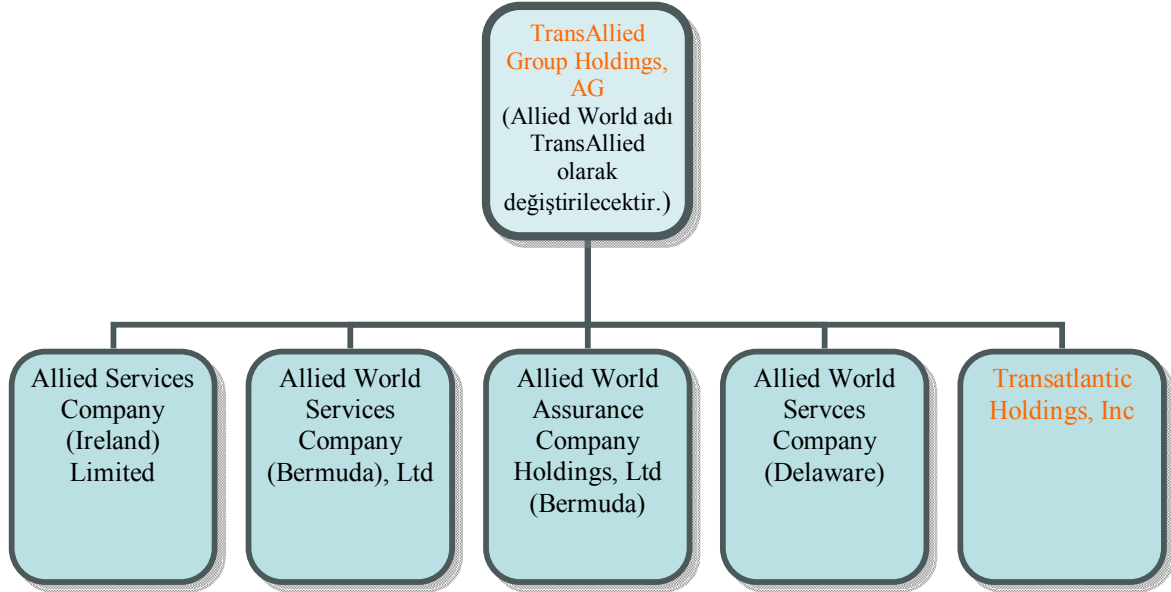 TransAllied
Group Holdings,
AG
(Allied World adı
TransAllied
olarak
değiştirilecektir.)
Allied Services
Company
(Ireland)
Limited
Allied World
Services
Company
(Bermuda), Ltd
Allied World
Assurance
Company
Holdings, Ltd
(Bermuda)
Allied World
Servces
Company
(Delaware)
Transatlantic
Holdings, Inc